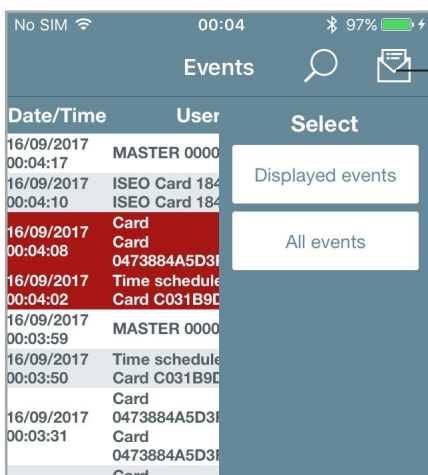 No SIM 00:04 97%
Events
Date/Time User
16/09/2017
00:04:17
MASTER 0000
16/09/2017
00:04:10
ISEO Card 184
ISEO Card 184
16/09/2017
00:04:08
Card
Card
0473884A5D3
16/09/2017
00:04:02
Time schedule
Card C031B9D
16/09/2017
00:03:59
MASTER 0000
16/09/2017
00:03:50
Time schedule
Card C031B9D
16/09/2017
00:03:31
Card
0473884A5D3
Card
0473884A5D3
Card
Select
Displayed events
All events